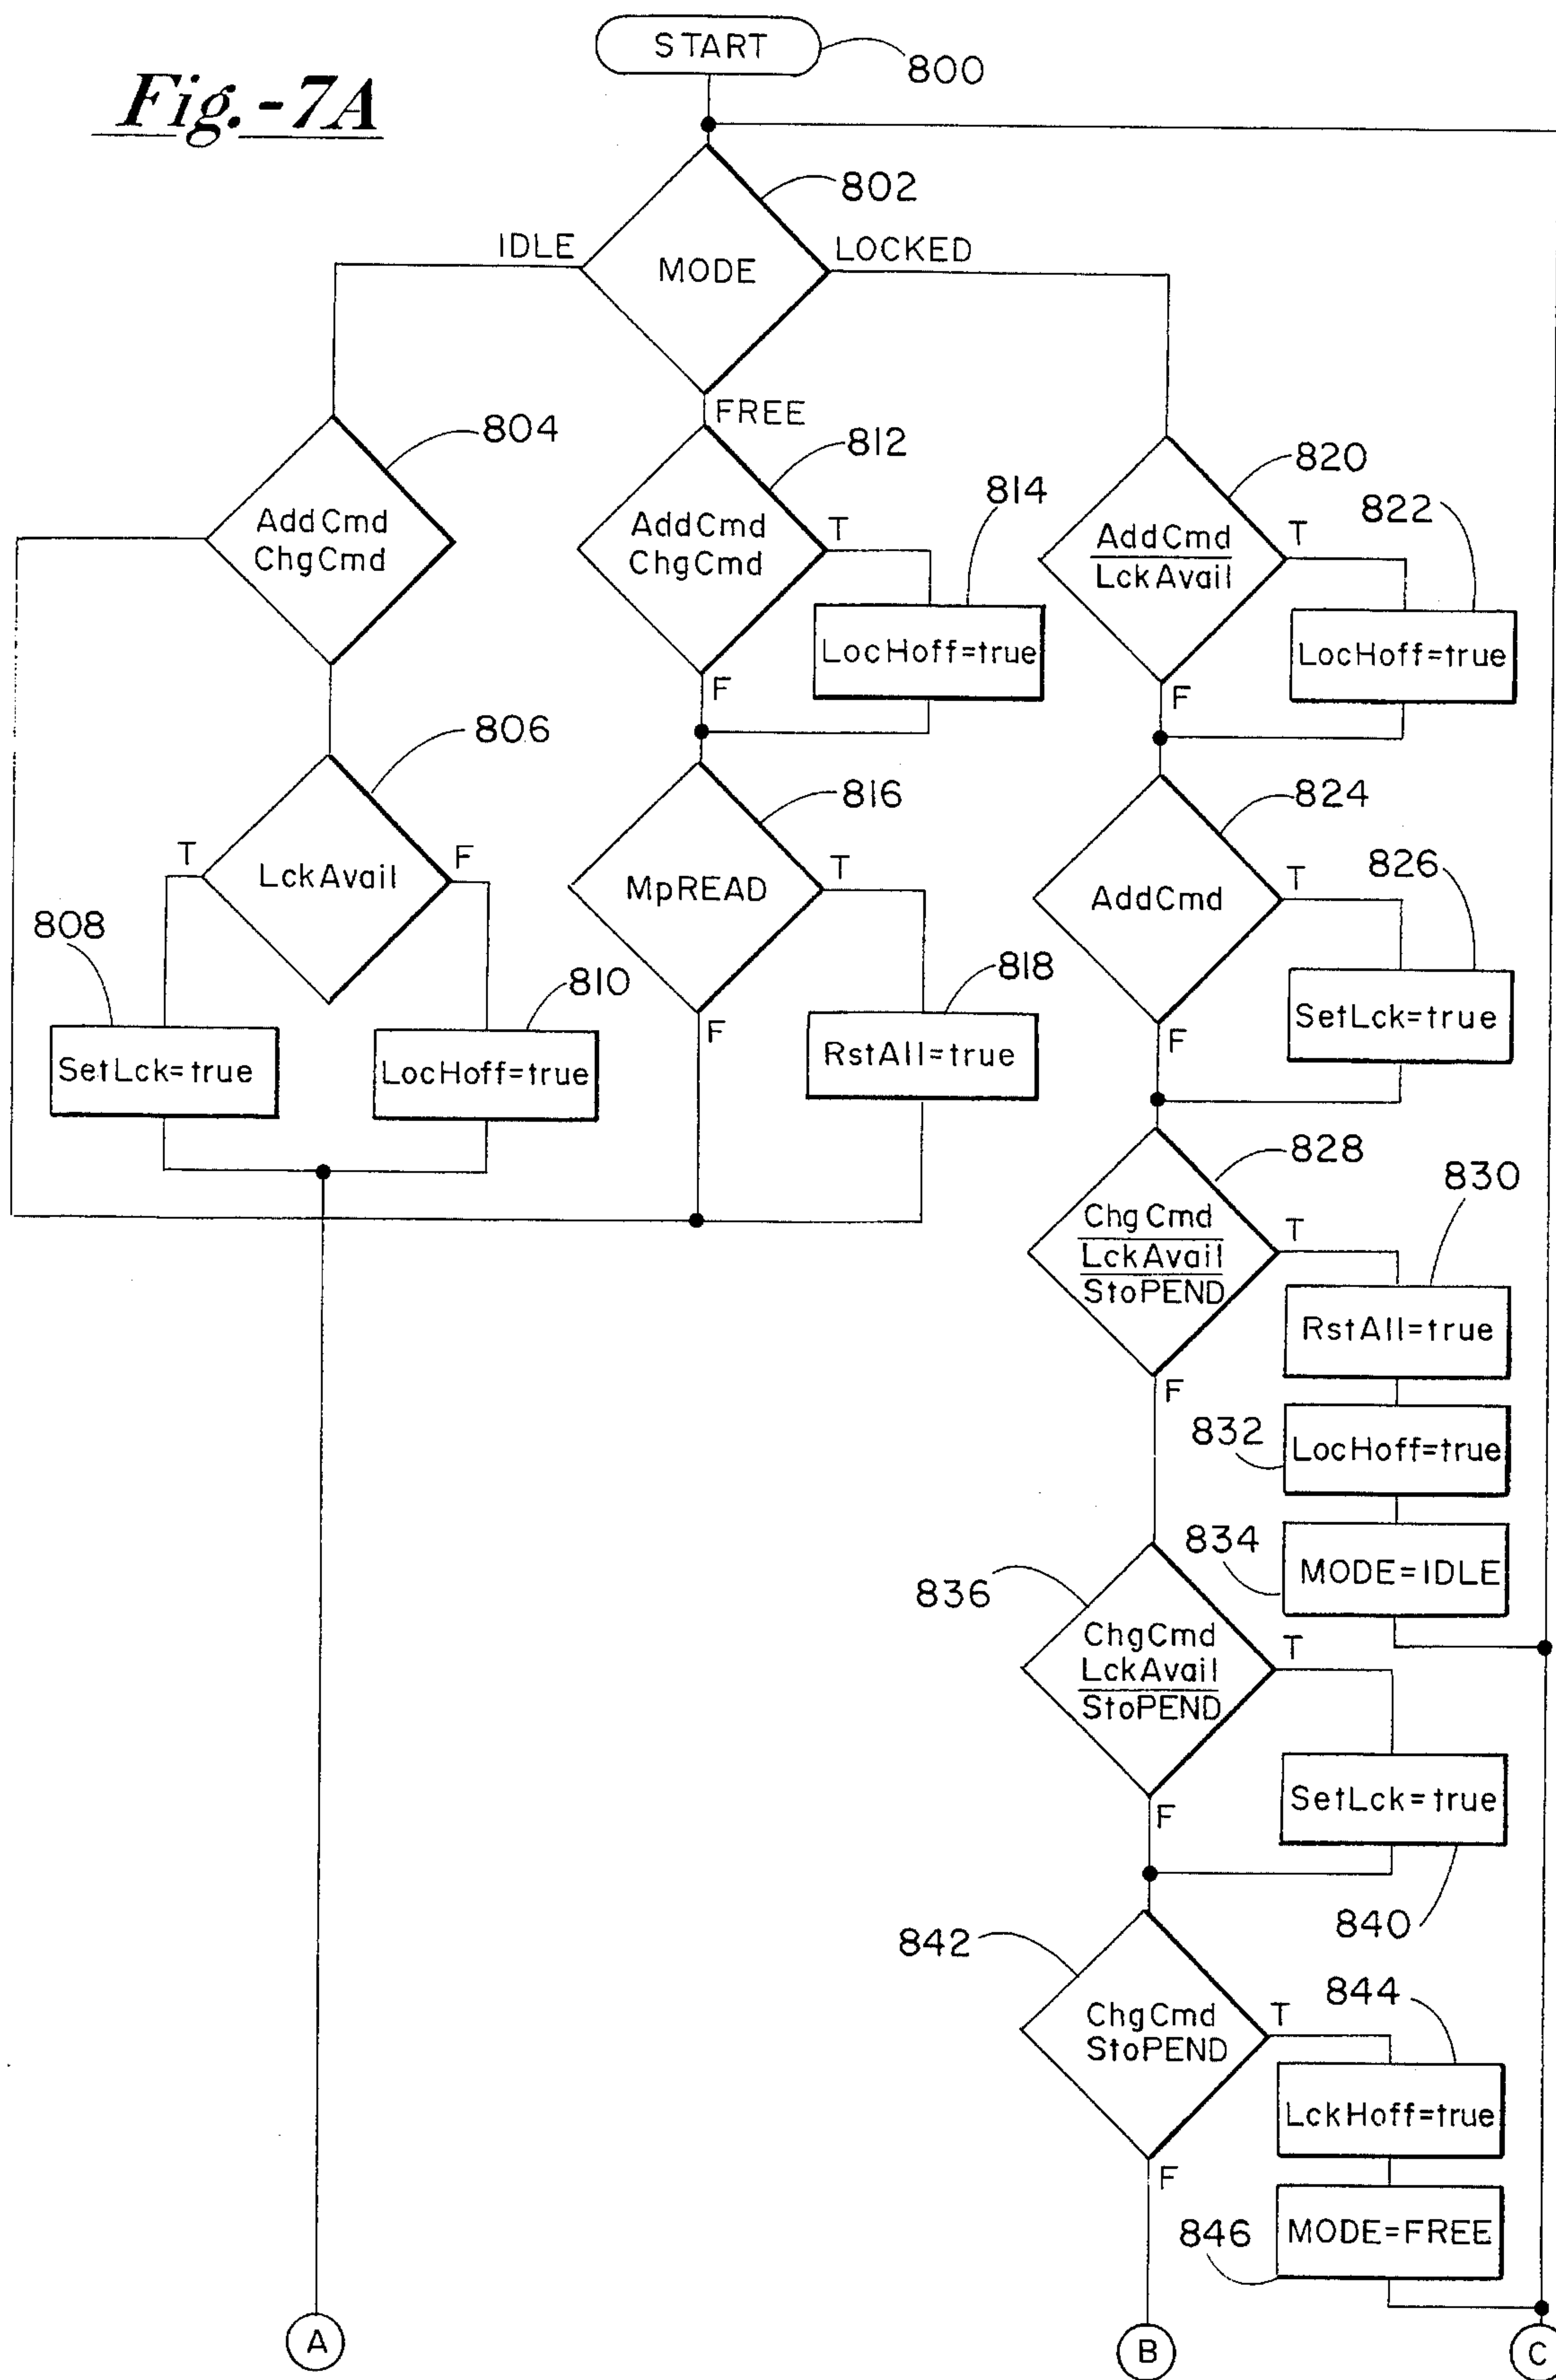 Fig.-7A
START
800
802
IDLE
MODE
LOCKED
FREE
804
AddCmd
ChgCmd
812
AddCmd
ChgCmd
T
814
LocHoff=true
F
820
AddCmd
LckAvail
T
822
LocHoff=true
F
806
LckAvail
T
F
808
SetLck=true
810
LocHoff=true
816
MpREAD
T
818
RstAll=true
F
824
AddCmd
T
826
SetLck=true
F
828
ChgCmd
LckAvail
StoPEND
T
830
RstAll=true
F
832
LocHoff=true
834
MODE=IDLE
836
ChgCmd
LckAvail
StoPEND
T
SetLck=true
F
840
842
ChgCmd
StoPEND
T
844
LckHoff=true
F
846
MODE=FREE
A
B
C